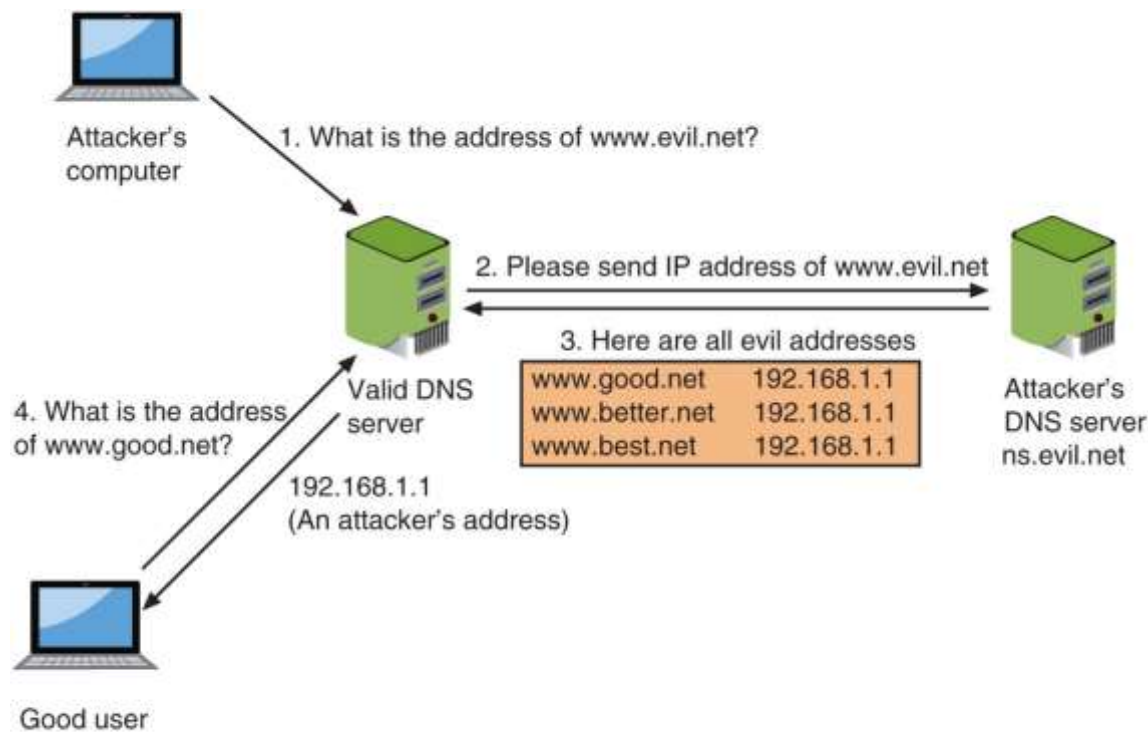 Attacker's
computer
1. What is the address of www.evil.net?
2. Please send IP address of www.evil.net
3. Here are all evil addresses
www.good.net 192.168.1.1
www.better.net 192.168.1.1
www.best.net 192.168.1.1
Valid DNS
server
Attacker's
DNS server
ns.evil.net
4. What is the address
of www.good.net?
192.168.1.1
(An attacker's address)
Good user